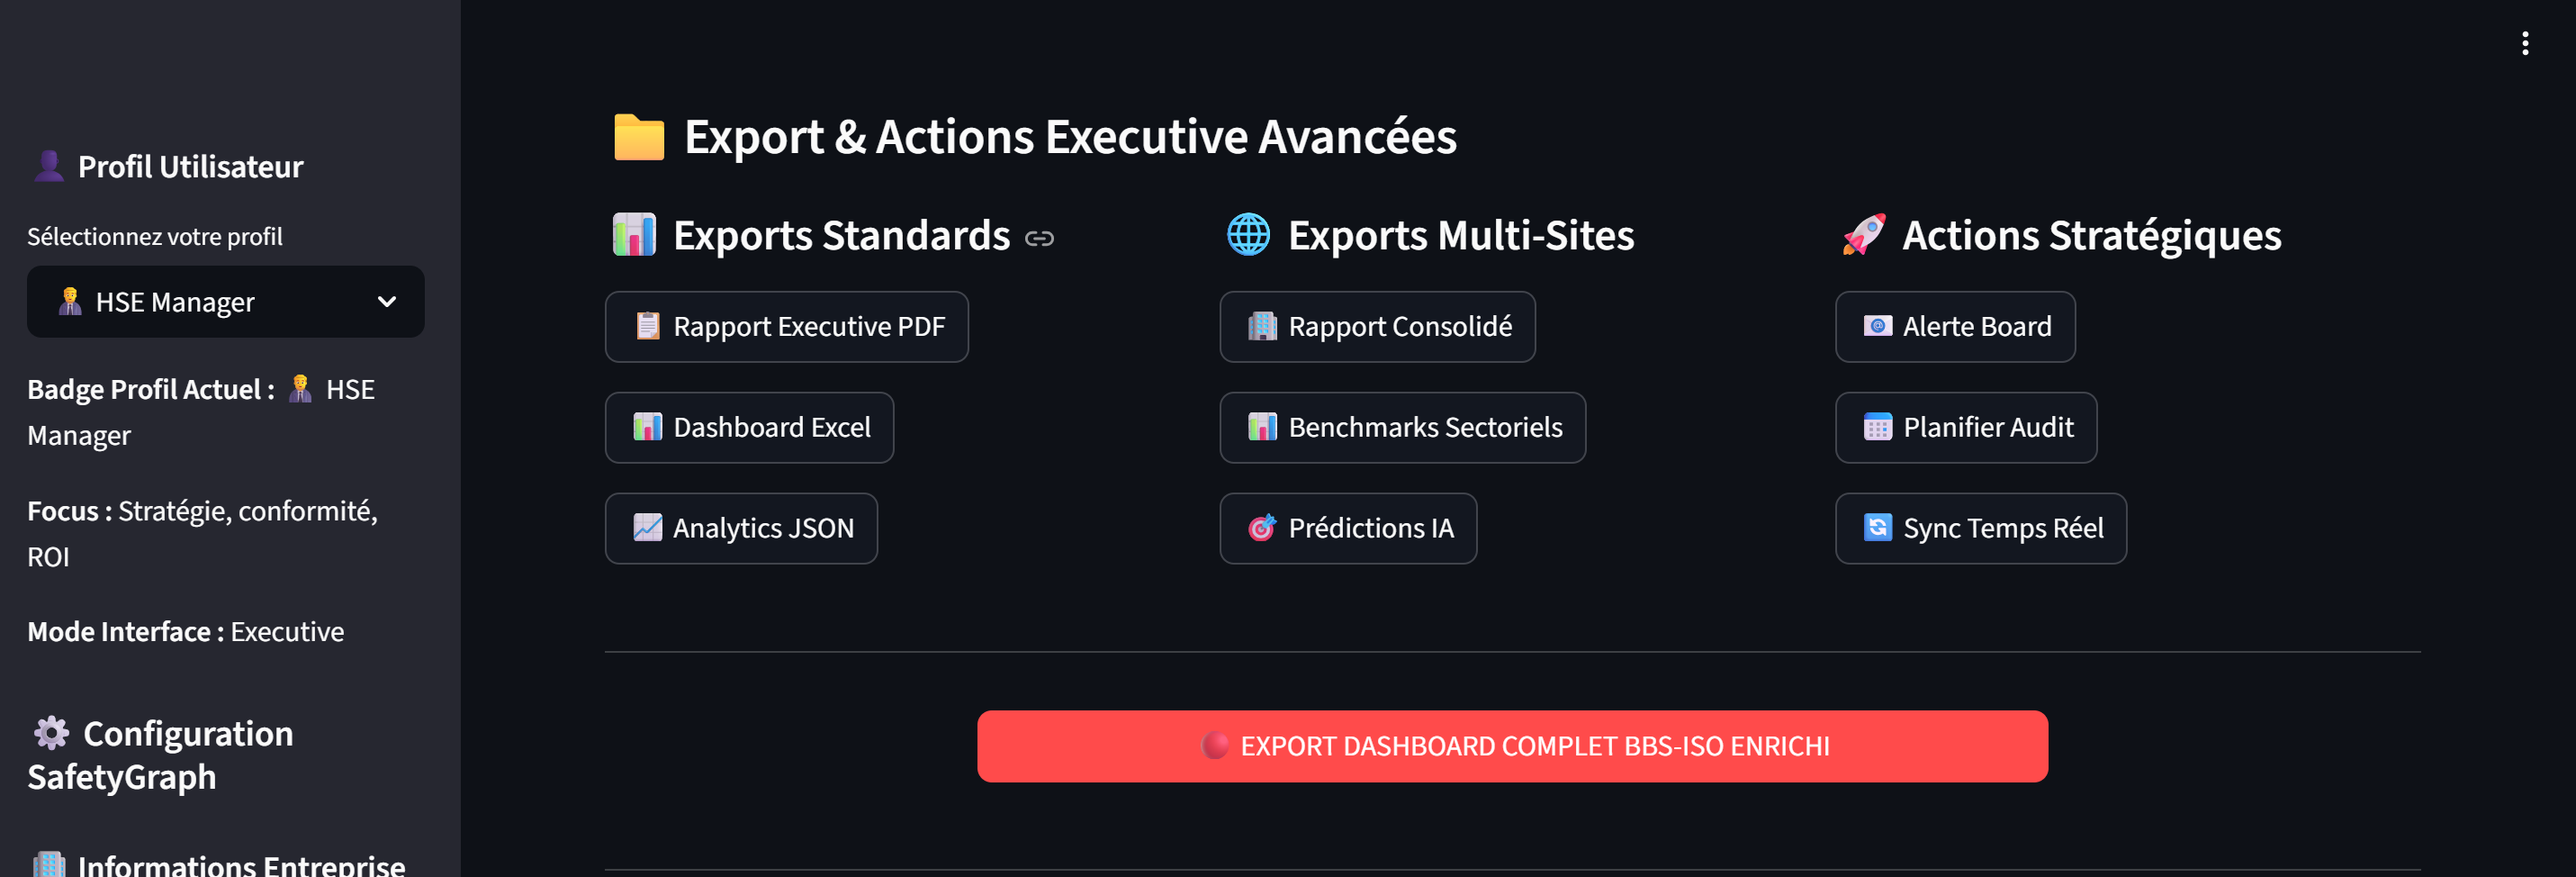 Profil Utilisateur
Sélectionnez votre profil
HSE Manager
Badge Profil Actuel : HSE
Manager
Focus : Stratégie, conformité,
ROI
Mode Interface : Executive
Configuration
SafetyGraph
Informations Entreprise
Export & Actions Executive Avancées
Exports Standards
Rapport Executive PDF
Dashboard Excel
Analytics JSON
Exports Multi-Sites
Rapport Consolidé
Benchmarks Sectoriels
Prédictions IA
Actions Stratégiques
Alerte Board
Planifier Audit
Sync Temps Réel
EXPORT DASHBOARD COMPLET BBS-ISO ENRICHI